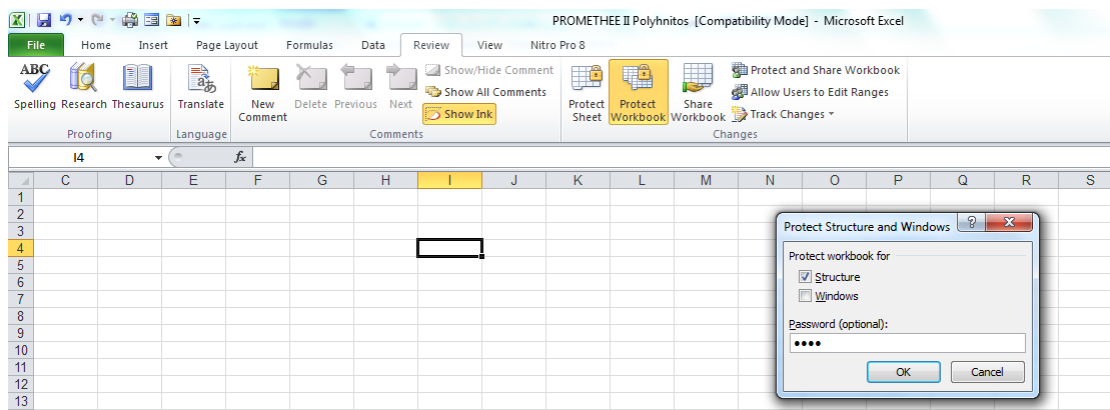 PROMETHEE II Polyhnitos [Compatibility Mode] - Microsoft Excel
File Home Insert Page Layout Formulas Data Review View Nitro Pro 8
ABC
Spelling Research Thesaurus
Proofing
Translate
Language
New Comment
Delete Previous Next
Show/Hide Comment
Show All Comments
Show Ink
Comments
Protect Sheet
Protect Workbook
Share Workbook
Protect and Share Workbook
Allow Users to Edit Ranges
Track Changes
Changes
I4
fx
C D E F G H I J K L M N O P Q R S
1
2
3
4
5
6
7
8
9
10
11
12
13
Protect Structure and Windows
Protect workbook for
Structure
Windows
Password (optional):
••••
OK Cancel